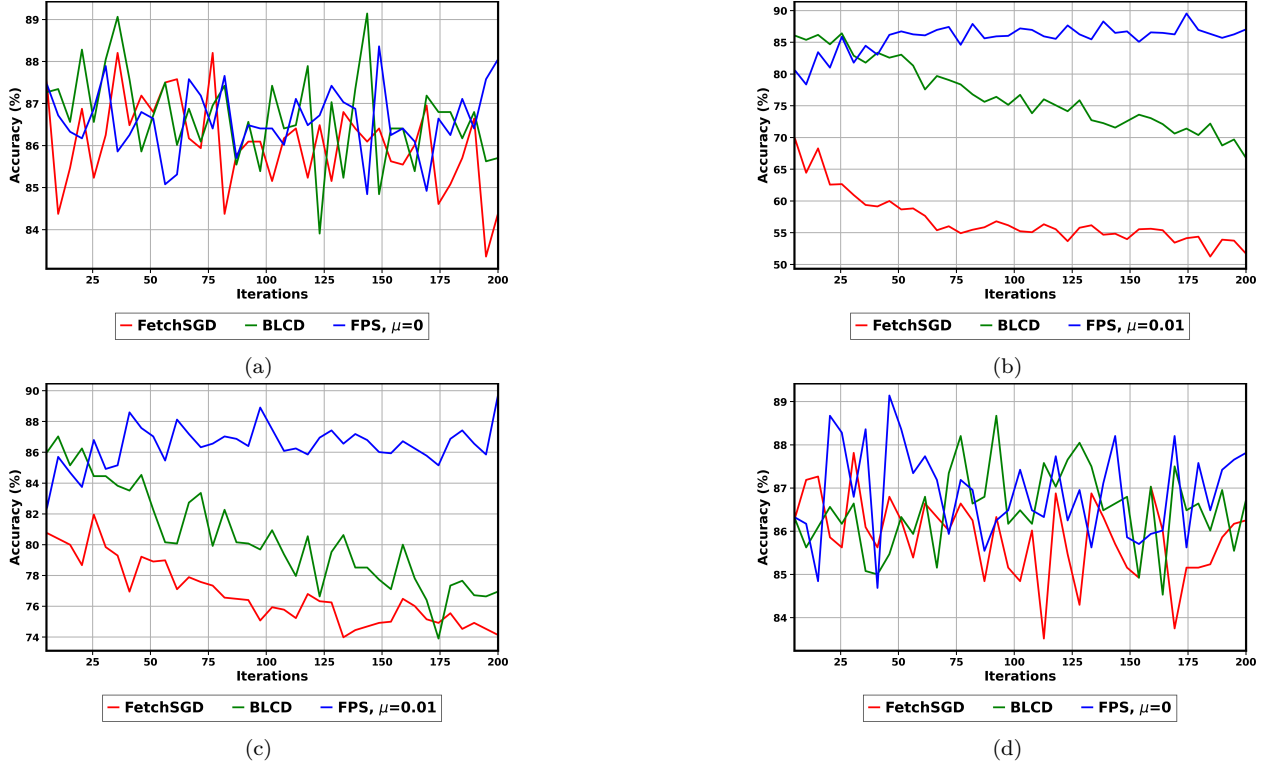 89
88
87
86
85
84
Accuracy (%)
25 50 75 100 125 150 175 200
Iterations
FetchSGD BLCD FPS, μ=0
(a)
90
85
80
75
70
65
60
55
50
Accuracy (%)
25 50 75 100 125 150 175 200
Iterations
FetchSGD BLCD FPS, μ=0.01
(b)
90
88
86
84
82
80
78
76
74
Accuracy (%)
25 50 75 100 125 150 175 200
Iterations
FetchSGD BLCD FPS, μ=0.01
(c)
89
88
87
86
85
84
Accuracy (%)
25 50 75 100 125 150 175 200
Iterations
FetchSGD BLCD FPS, μ=0
(d)